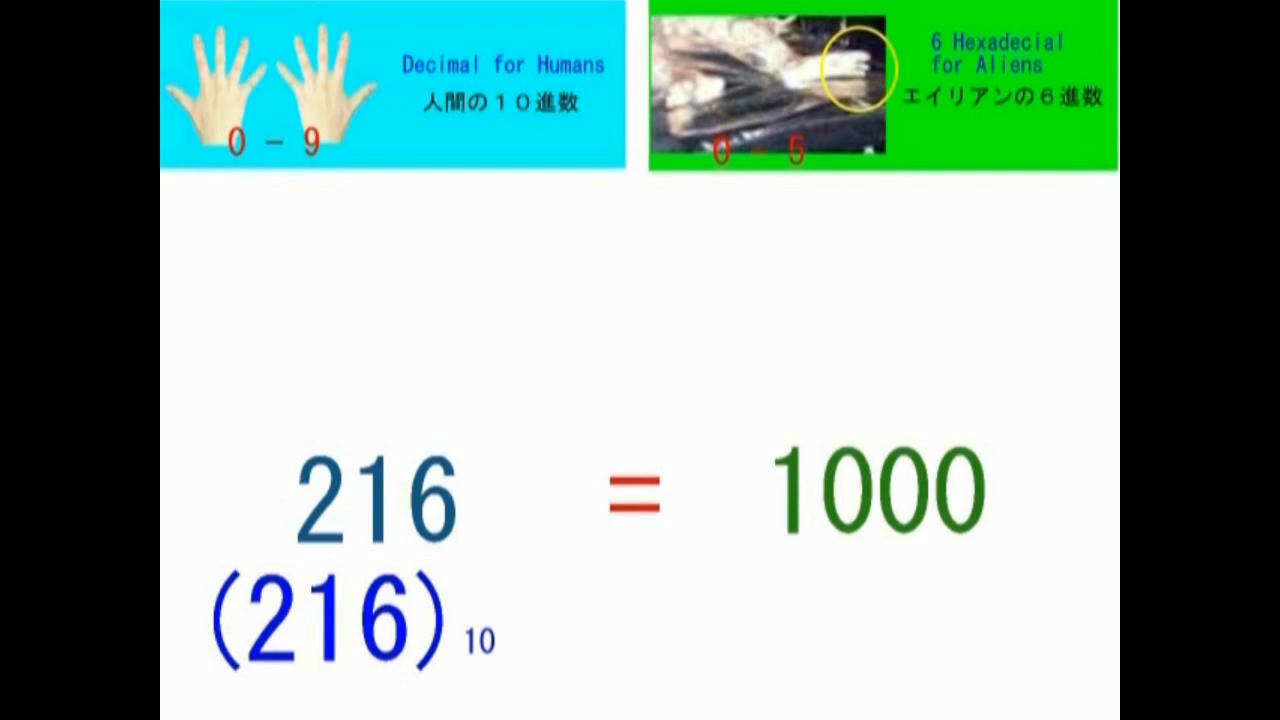 Decimal for Humans
人間の１０進数
0 - 9
6 Hexadecial
for Aliens
エイリアンの６進数
0 - 5
216 = 1000
(216) 10